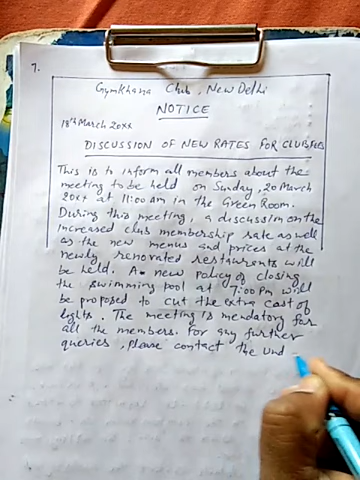 7.
Gymkhana Club, New Delhi
NOTICE
18th March 20xx
DISCUSSION OF NEW RATES FOR CLUB FEES
This is to inform all members about the
meeting to be held on Sunday, 20 March
20xx at 11:00 am in the Green Room.
During this meeting, a discussion on the
increased club membership rate as well
as the new menus and prices at the
newly renovated restaurants will
be held. A new policy of closing
the swimming pool at 7:00 Pm will
be proposed to cut the extra cost of
lights. The meeting is mendatory for
all the members. For any further
queries, please contact the und